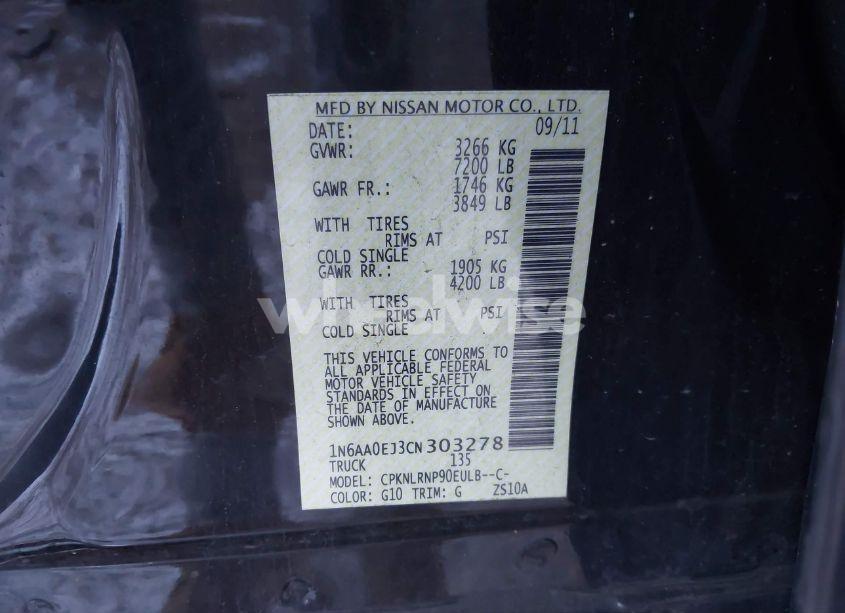 MFD BY NISSAN MOTOR CO., LTD.
DATE: 09/11
GVWR: 3266 KG
7200 LB
GAWR FR.: 1746 KG
3849 LB
WITH TIRES
RIMS AT PSI
COLD SINGLE
GAWR RR.: 1905 KG
4200 LB
WITH TIRES
RIMS AT PSI
COLD SINGLE
wheelwise
THIS VEHICLE CONFORMS TO
ALL APPLICABLE FEDERAL
MOTOR VEHICLE SAFETY
STANDARDS IN EFFECT ON
THE DATE OF MANUFACTURE
SHOWN ABOVE.
1N6AA0EJ3CN303278
TRUCK 135
MODEL: CPKNLRNP90EULB--C-
COLOR: G10 TRIM: G ZS10A